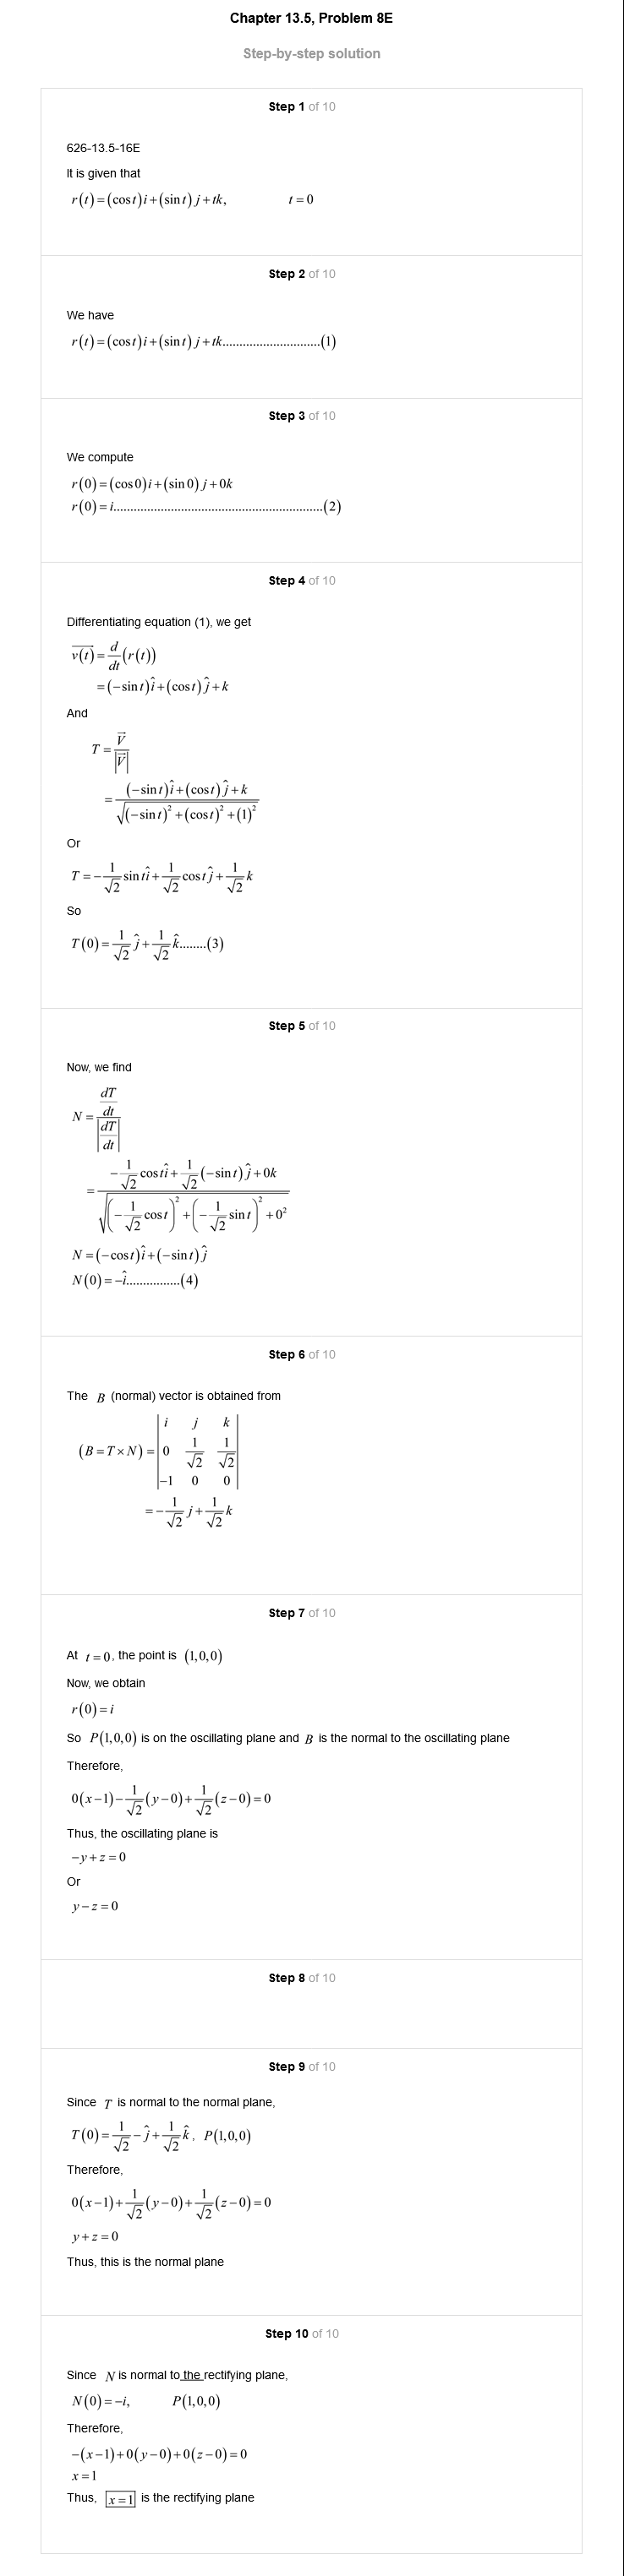 Chapter 13.5, Problem 8E
Step-by-step solution
Step 1 of 10
626-13.5-16E
It is given that
r(t)=(cos t)i+(sin t)j+tk, t=0
Step 2 of 10
We have
r(t)=(cos t)i+(sin t)j+tk.............................(1)
Step 3 of 10
We compute
r(0)=(cos0)i+(sin0)j+0k
r(0)=i..............................................................(2)
Step 4 of 10
Differentiating equation (1), we get
\overrightarrow{v(t)}=\frac{d}{dt}(r(t))
=(-sin t)\hat{i}+(cos t)\hat{j}+k
And
T=\frac{\vec{V}}{|\vec{V}|}
=\frac{(-sin t)\hat{i}+(cos t)\hat{j}+k}{\sqrt{(-sin t)^2+(cos t)^2+(1)^2}}
Or
T=-\frac{1}{\sqrt{2}}sin t\hat{i}+\frac{1}{\sqrt{2}}cos t\hat{j}+\frac{1}{\sqrt{2}}k
So
T(0)=\frac{1}{\sqrt{2}}\hat{j}+\frac{1}{\sqrt{2}}\hat{k}........(3)
Step 5 of 10
Now, we find
N=\frac{\frac{dT}{dt}}{|\frac{dT}{dt}|}
=\frac{-\frac{1}{\sqrt{2}}cos t\hat{i}+\frac{1}{\sqrt{2}}(-sin t)\hat{j}+0k}{\sqrt{(-\frac{1}{\sqrt{2}}cos t)^2+(-\frac{1}{\sqrt{2}}sin t)^2+0^2}}
N=(-cos t)\hat{i}+(-sin t)\hat{j}
N(0)=-\hat{i}................(4)
Step 6 of 10
The B (normal) vector is obtained from
(B=T×N)=\begin{vmatrix} i & j & k \\ 0 & \frac{1}{\sqrt{2}} & \frac{1}{\sqrt{2}} \\ -1 & 0 & 0 \end{vmatrix}
=-\frac{1}{\sqrt{2}}j+\frac{1}{\sqrt{2}}k
Step 7 of 10
At t=0, the point is (1,0,0)
Now, we obtain
r(0)=i
So P(1,0,0) is on the oscillating plane and B is the normal to the oscillating plane
Therefore,
0(x-1)-\frac{1}{\sqrt{2}}(y-0)+\frac{1}{\sqrt{2}}(z-0)=0
Thus, the oscillating plane is
-y+z=0
Or
y-z=0
Step 8 of 10
Step 9 of 10
Since T is normal to the normal plane,
T(0)=\frac{1}{\sqrt{2}}-\hat{j}+\frac{1}{\sqrt{2}}\hat{k}, P(1,0,0)
Therefore,
0(x-1)+\frac{1}{\sqrt{2}}(y-0)+\frac{1}{\sqrt{2}}(z-0)=0
y+z=0
Thus, this is the normal plane
Step 10 of 10
Since N is normal to the rectifying plane,
N(0)=-i, P(1,0,0)
Therefore,
-(x-1)+0(y-0)+0(z-0)=0
x=1
Thus, x=1 is the rectifying plane